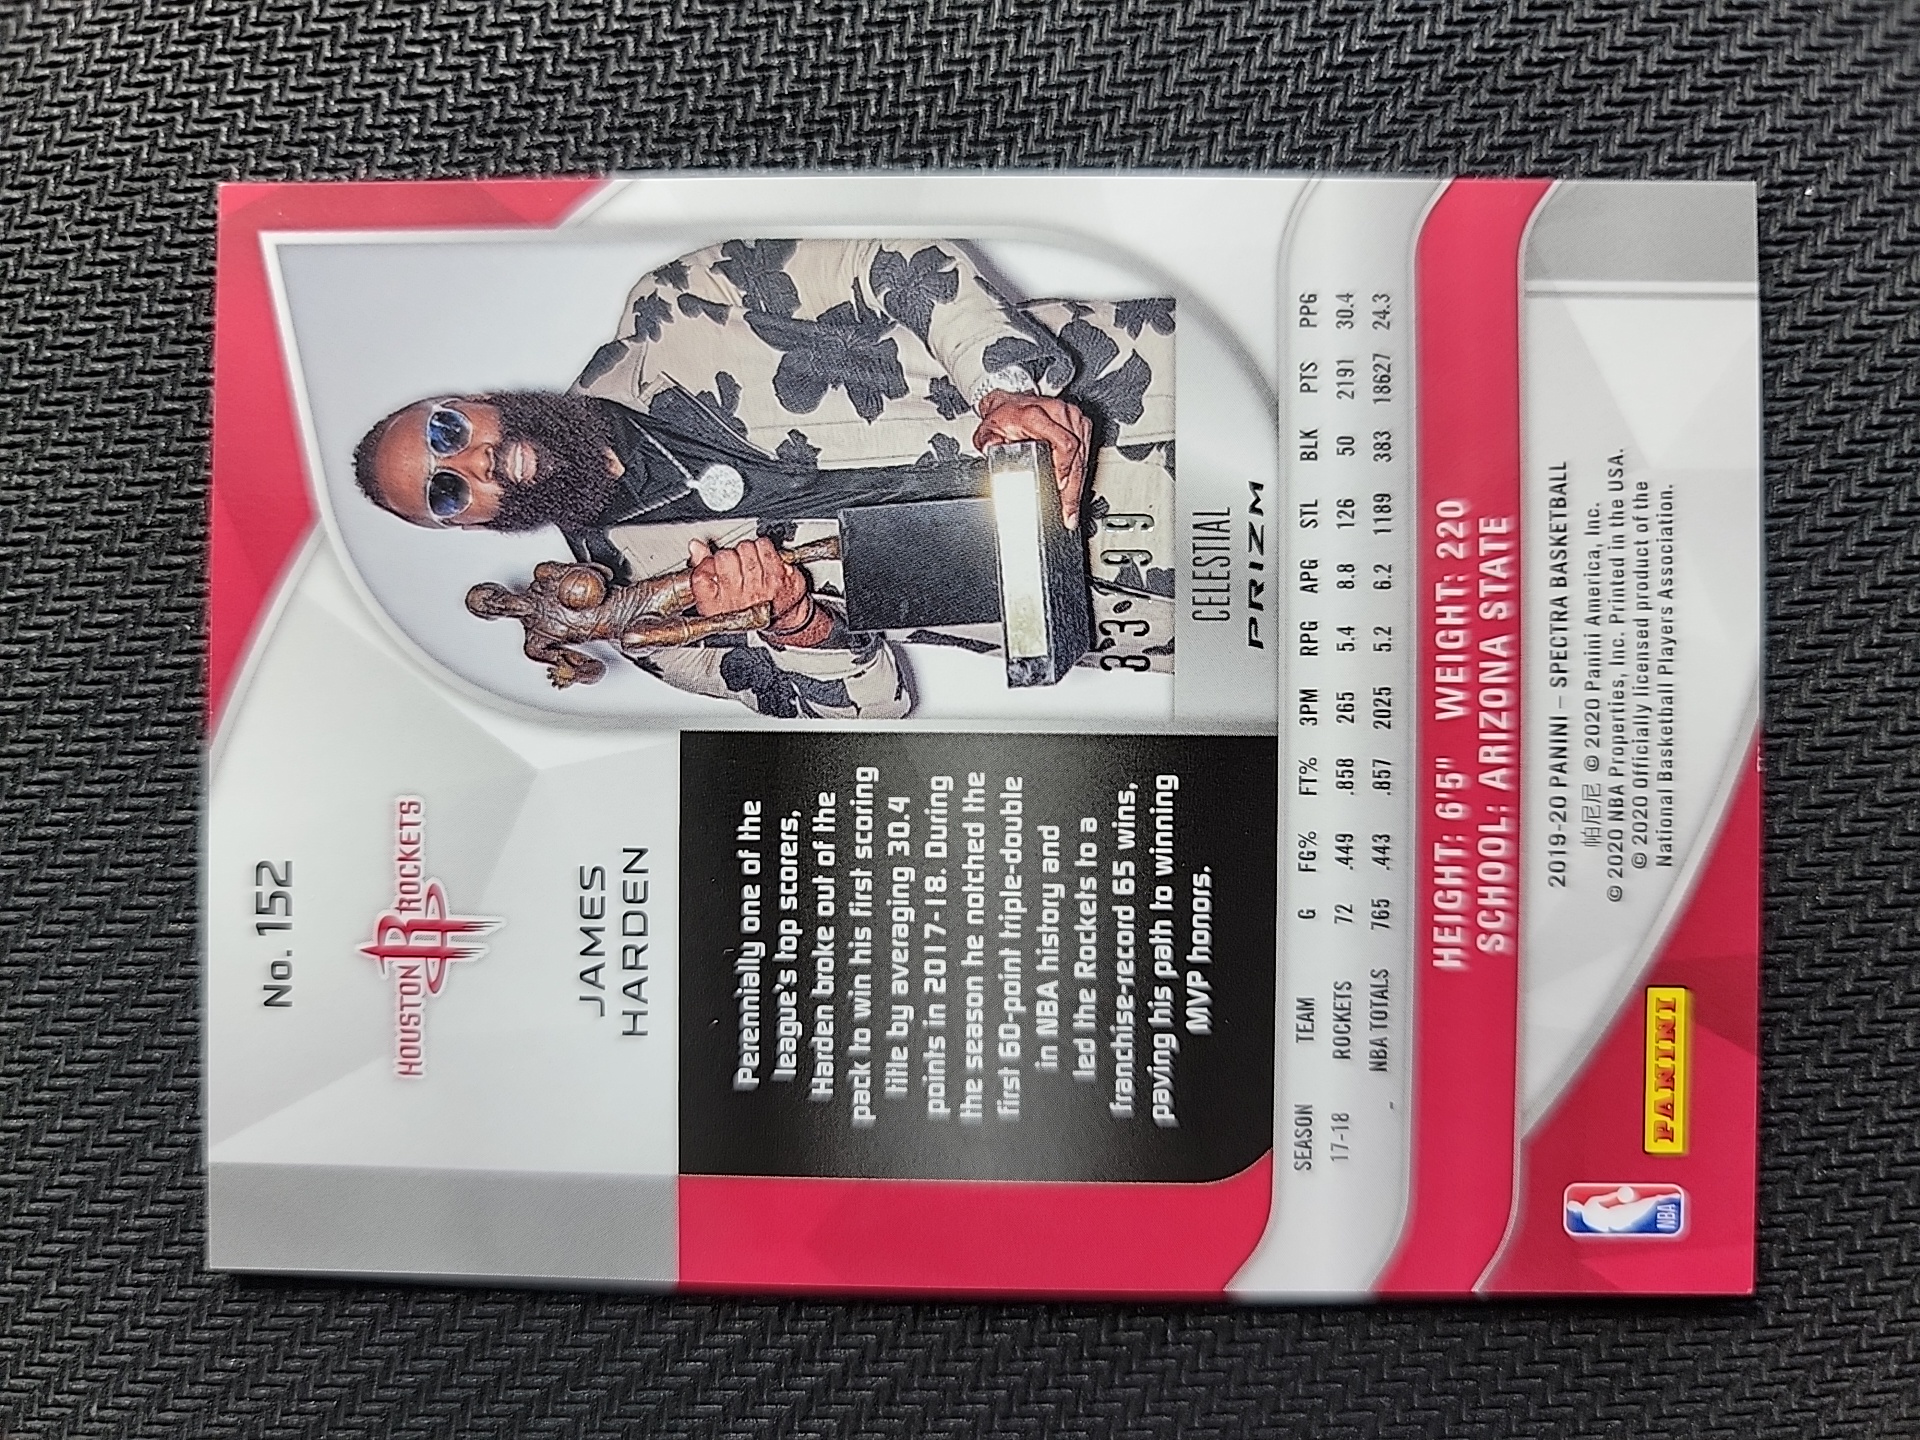 No. 152
HOUSTON ROCKETS
JAMES
HARDEN
Perennially one of the
league's top scorers,
Harden broke out of the
pack to win his first scoring
title by averaging 30.4
points in 2017-18. During
the season he notched the
first 60-point triple-double
in NBA history and
led the Rockets to a
franchise-record 65 wins,
paving his path to winning
MVP honors.
CELESTIAL
PRIZM
SEASON TEAM G FG% FT% 3PM RPG APG STL BLK PTS PPG
17-18 ROCKETS 72 .449 .858 265 5.4 8.8 126 50 2191 30.4
NBA TOTALS 765 .443 .857 2025 5.2 6.2 1189 383 18627 24.3
HEIGHT: 6'5" WEIGHT: 220
SCHOOL: ARIZONA STATE
2019-20 PANINI – SPECTRA BASKETBALL
帕尼尼 © 2020 Panini America, Inc.
© 2020 NBA Properties, Inc. Printed in the USA.
© 2020 Officially licensed product of the
National Basketball Players Association.
NBA
PANINI